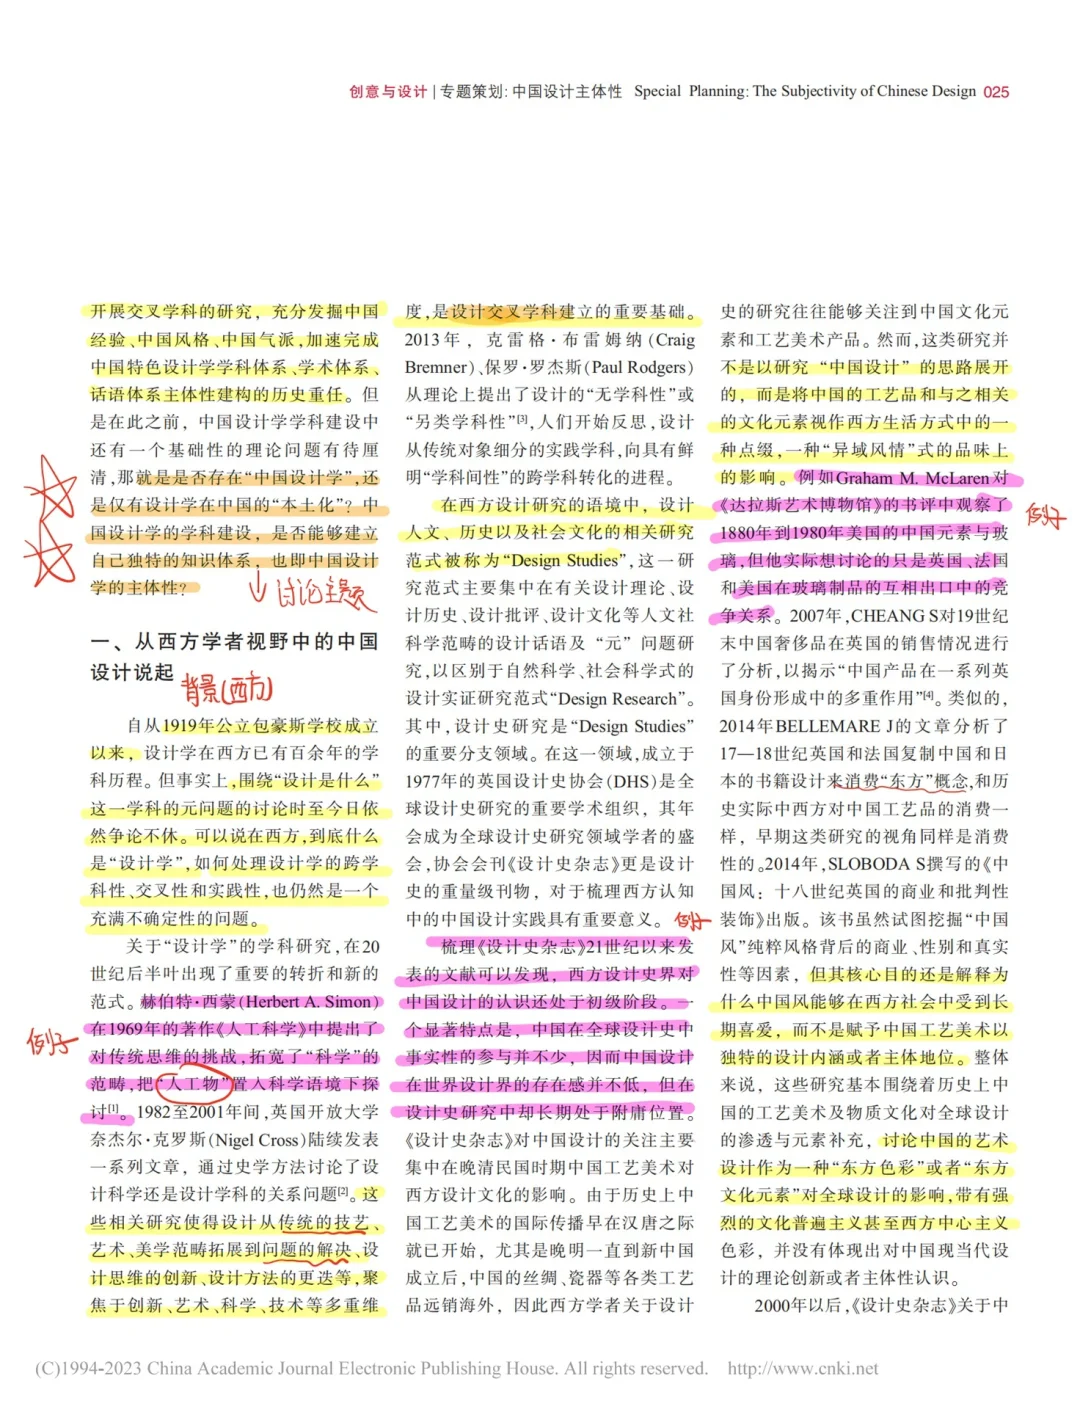 创意与设计 | 专题策划:中国设计主体性 Special Planning: The Subjectivity of Chinese Design 025
开展交叉学科的研究，充分发掘中国
经验、中国风格、中国气派,加速完成
中国特色设计学学科体系、学术体系、
话语体系主体性建构的历史重任。但
是在此之前，中国设计学学科建设中
还有一个基础性的理论问题有待厘
清,那就是是否存在“中国设计学”,还
是仅有设计学在中国的“本土化”? 中
国设计学的学科建设，是否能够建立
自己独特的知识体系，也即中国设计
学的主体性?
讨论主题
一、从西方学者视野中的中国
设计说起
背景(西方)
自从1919年公立包豪斯学校成立
以来，设计学在西方已有百余年的学
科历程。但事实上,围绕“设计是什么”
这一学科的元问题的讨论时至今日依
然争论不休。可以说在西方,到底什么
是“设计学”,如何处理设计学的跨学
科性、交叉性和实践性,也仍然是一个
充满不确定性的问题。
关于“设计学”的学科研究,在20
世纪后半叶出现了重要的转折和新的
范式。赫伯特·西蒙(Herbert A. Simon)
在1969年的著作《人工科学》中提出了
例子
对传统思维的挑战,拓宽了“科学”的
范畴,把“人工物”置入科学语境下探
讨[1]。1982至2001年间,英国开放大学
奈杰尔·克罗斯(Nigel Cross)陆续发表
一系列文章，通过史学方法讨论了设
计科学还是设计学科的关系问题[2]。这
些相关研究使得设计从传统的技艺、
艺术、美学范畴拓展到问题的解决、设
计思维的创新、设计方法的更迭等,聚
焦于创新、艺术、科学、技术等多重维
度,是设计交叉学科建立的重要基础。
2013年，克雷格·布雷姆纳(Craig
Bremner)、保罗·罗杰斯(Paul Rodgers)
从理论上提出了设计的“无学科性”或
“另类学科性”[3],人们开始反思,设计
从传统对象细分的实践学科,向具有鲜
明“学科间性”的跨学科转化的进程。
在西方设计研究的语境中，设计
人文、历史以及社会文化的相关研究
范式被称为“Design Studies”,这一研
究范式主要集中在有关设计理论、设
计历史、设计批评、设计文化等人文社
科学范畴的设计话语及“元”问题研
究,以区别于自然科学、社会科学式的
设计实证研究范式“Design Research”。
其中，设计史研究是“Design Studies”
的重要分支领域。在这一领域,成立于
1977年的英国设计史协会(DHS)是全
球设计史研究的重要学术组织，其年
会成为全球设计史研究领域学者的盛
会,协会会刊《设计史杂志》更是设计
史的重量级刊物，对于梳理西方认知
中的中国设计实践具有重要意义。
例子
梳理《设计史杂志》21世纪以来发
表的文献可以发现，西方设计史界对
中国设计的认识还处于初级阶段。一
个显著特点是，中国在全球设计史中
事实性的参与并不少，因而中国设计
在世界设计界的存在感并不低，但在
设计史研究中却长期处于附庸位置。
《设计史杂志》对中国设计的关注主要
集中在晚清民国时期中国工艺美术对
西方设计文化的影响。由于历史上中
国工艺美术的国际传播早在汉唐之际
就已开始，尤其是晚明一直到新中国
成立后,中国的丝绸、瓷器等各类工艺
品远销海外，因此西方学者关于设计
史的研究往往能够关注到中国文化元
素和工艺美术产品。然而,这类研究并
不是以研究“中国设计”的思路展开
的，而是将中国的工艺品和与之相关
的文化元素视作西方生活方式中的一
种点缀,一种“异域风情”式的品味上
的影响。例如Graham M. McLaren对
《达拉斯艺术博物馆》的书评中观察了
例子
1880年到1980年美国的中国元素与玻
璃,但他实际想讨论的只是英国、法国
和美国在玻璃制品的互相出口中的竞
争关系。2007年,CHEANG S对19世纪
末中国奢侈品在英国的销售情况进行
了分析,以揭示“中国产品在一系列英
国身份形成中的多重作用”[4]。类似的,
2014年BELLEMARE J的文章分析了
17—18世纪英国和法国复制中国和日
本的书籍设计来消费“东方”概念,和历
史实际中西方对中国工艺品的消费一
样，早期这类研究的视角同样是消费
性的。2014年,SLOBODA S撰写的《中
国风：十八世纪英国的商业和批判性
装饰》出版。该书虽然试图挖掘“中国
风”纯粹风格背后的商业、性别和真实
性等因素，但其核心目的还是解释为
什么中国风能够在西方社会中受到长
期喜爱，而不是赋予中国工艺美术以
独特的设计内涵或者主体地位。整体
来说，这些研究基本围绕着历史上中
国的工艺美术及物质文化对全球设计
的渗透与元素补充，讨论中国的艺术
设计作为一种“东方色彩”或者“东方
文化元素”对全球设计的影响,带有强
烈的文化普遍主义甚至西方中心主义
色彩，并没有体现出对中国现当代设
计的理论创新或者主体性认识。
2000年以后,《设计史杂志》关于中
(C)1994-2023 China Academic Journal Electronic Publishing House. All rights reserved. http://www.cnki.net